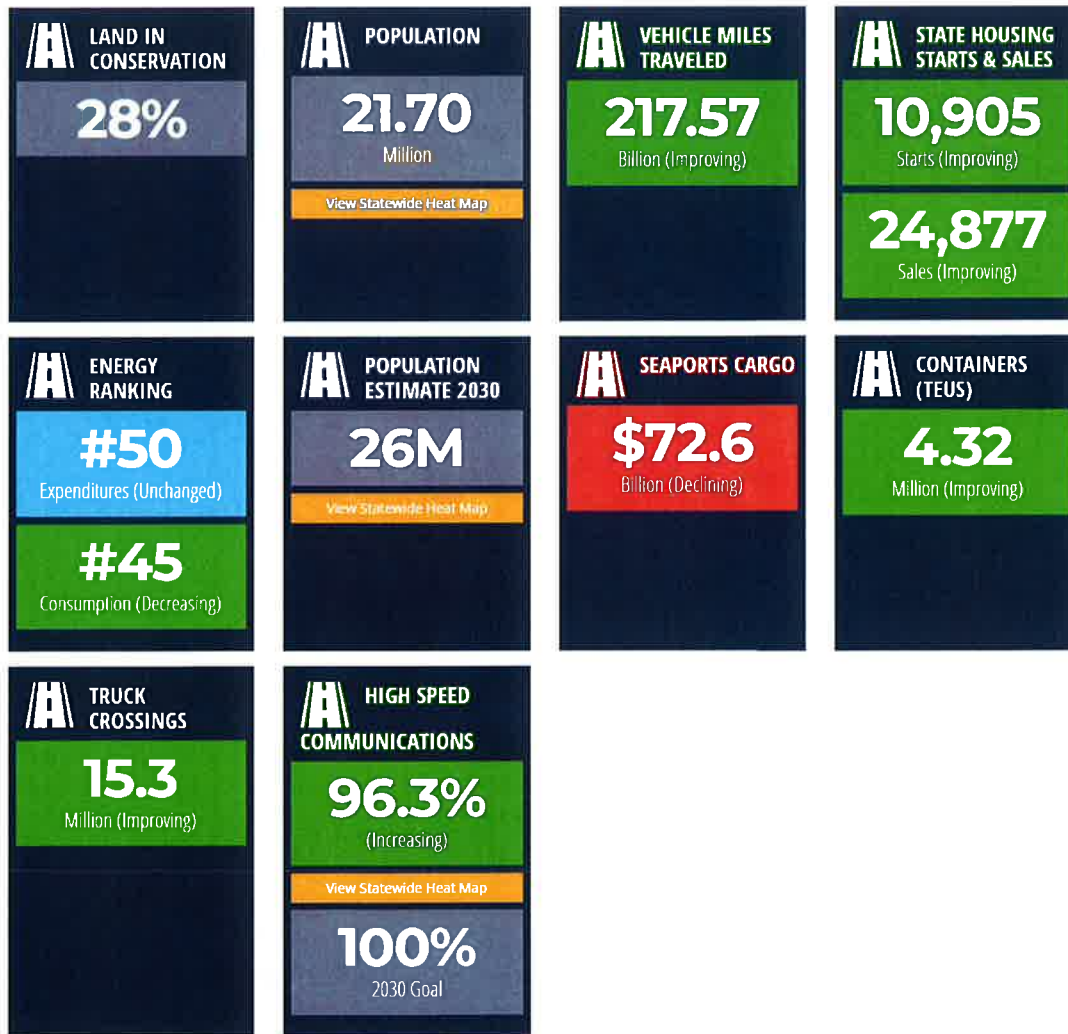 LAND IN
CONSERVATION
28%
POPULATION
21.70
Million
View Statewide Heat Map
VEHICLE MILES
TRAVELED
217.57
Billion (Improving)
STATE HOUSING
STARTS & SALES
10,905
Starts (Improving)
24,877
Sales (Improving)
ENERGY
RANKING
#50
Expenditures (Unchanged)
#45
Consumption (Decreasing)
POPULATION
ESTIMATE 2030
26M
View Statewide Heat Map
SEAPORTS CARGO
$72.6
Billion (Declining)
CONTAINERS
(TEUS)
4.32
Million (Improving)
TRUCK
CROSSINGS
15.3
Million (Improving)
HIGH SPEED
COMMUNICATIONS
96.3%
(Increasing)
View Statewide Heat Map
100%
2030 Goal